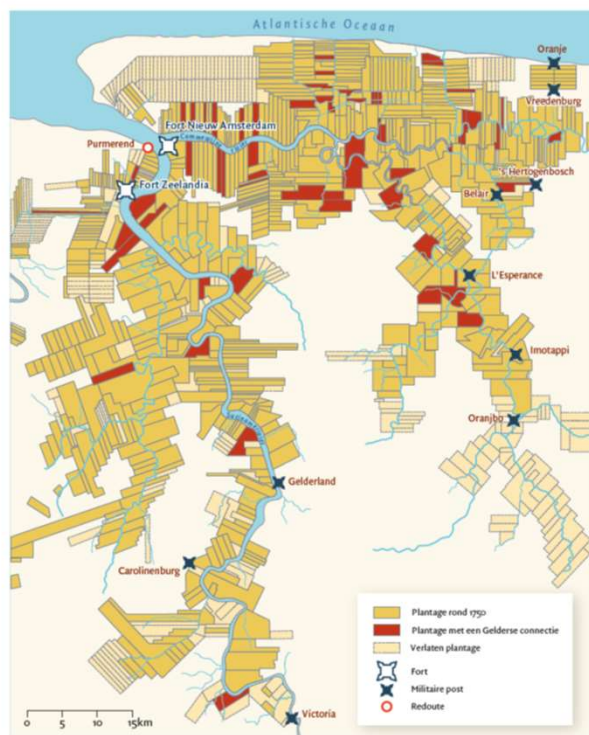 Atlantische Oceaan
Oranje
Vreedenburg
Fort Nieuw Amsterdam
Purmerend
's Hertogenbosch
Fort Zeelandia
Belair
L'Esperance
Imotappi
Oranjbo
Gelderland
Carolinenburg
Victoria
0 5 10 15km
Plantage rond 1750
Plantage met een Gelderse connectie
Verlaten plantage
Fort
Militaire post
Redoute